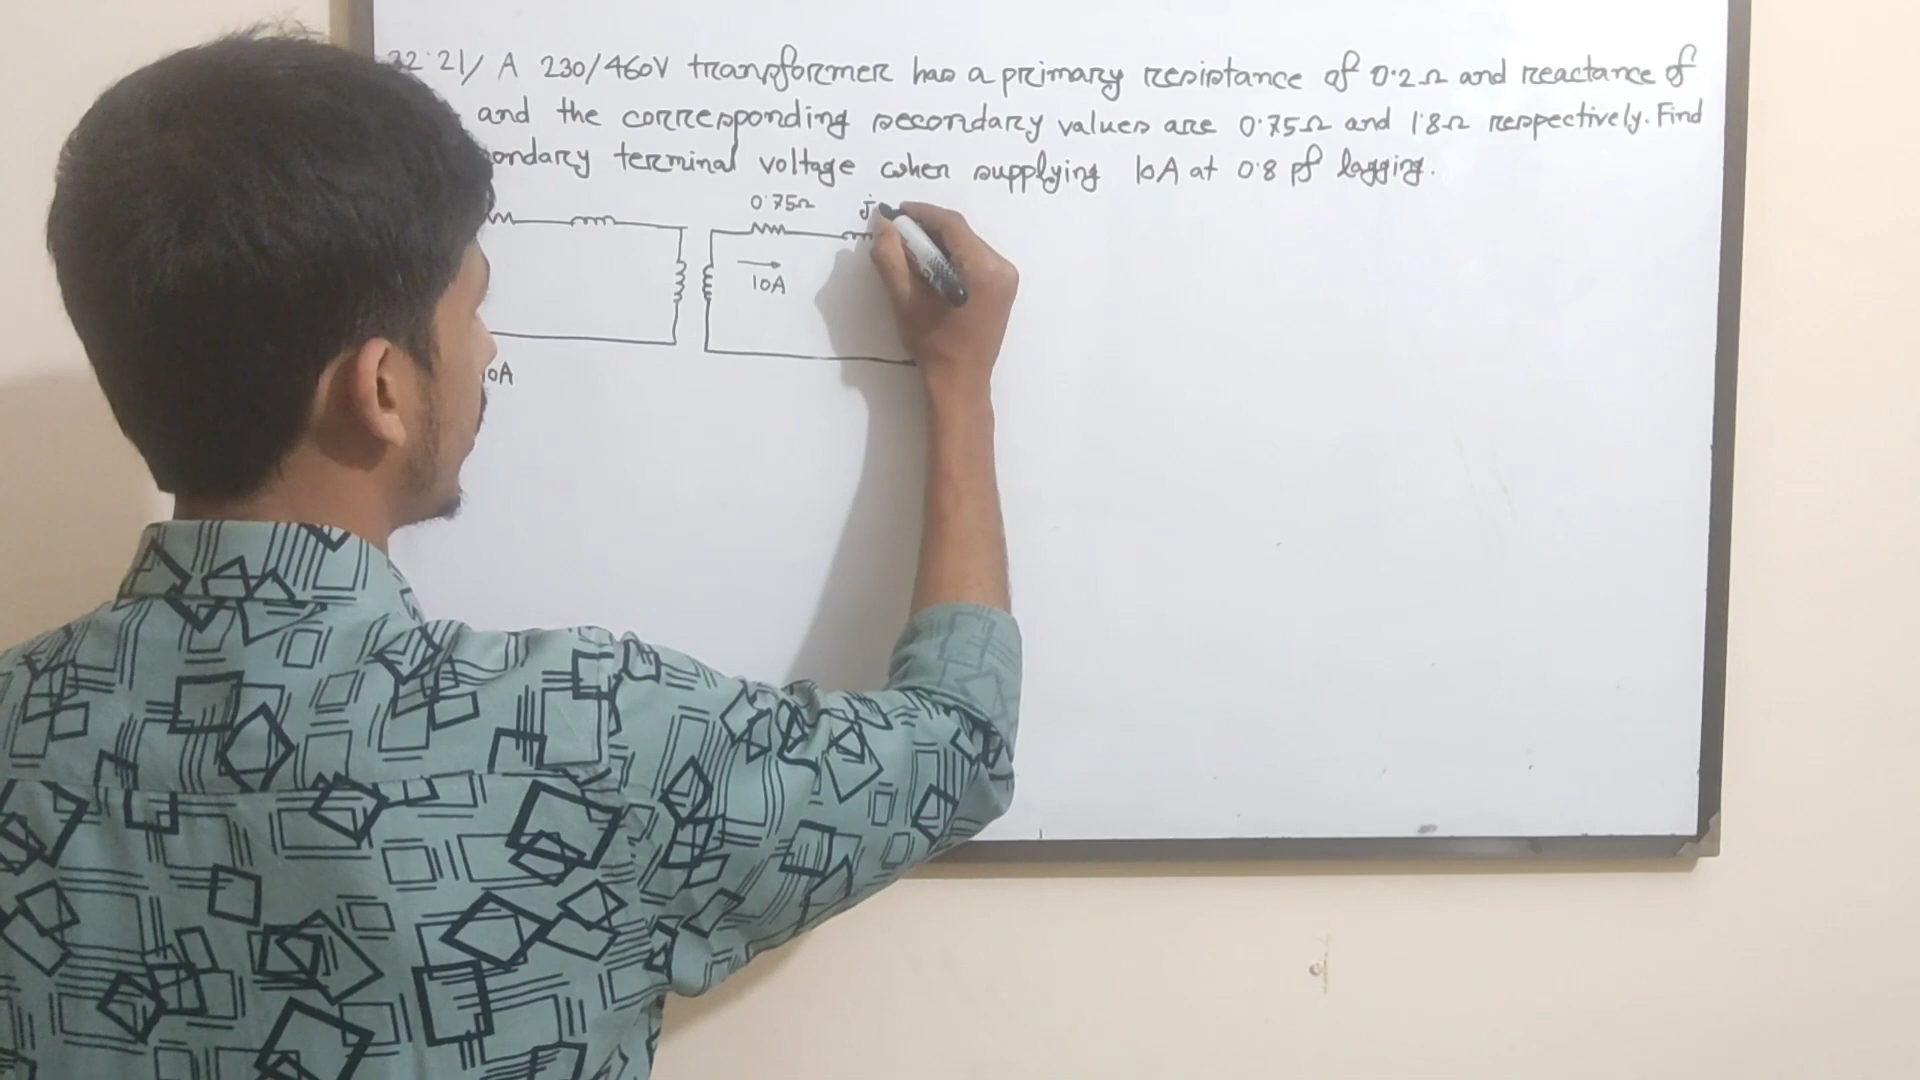 22.21/ A 230/460V transformer has a primary resistance of 0.2Ω and reactance of
and the corresponding secondary values are 0.75Ω and 1.8Ω respectively. Find
ondary terminal voltage when supplying 10A at 0.8 pf lagging.
0.75Ω j
10A
10A